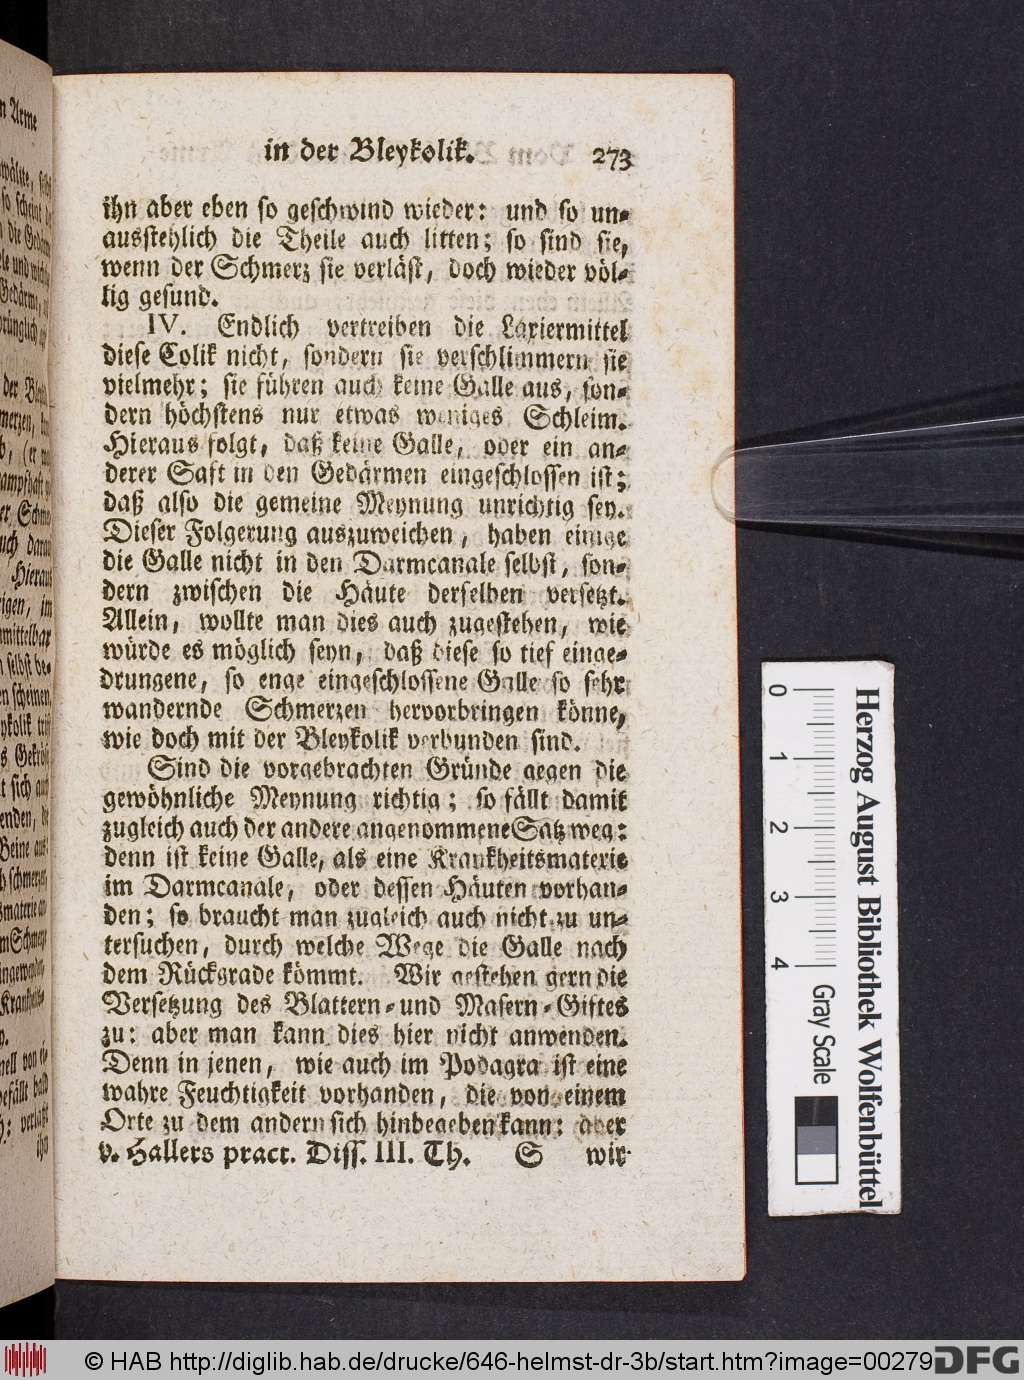 in der Bleykolik. 273
ihn aber eben so geschwind wieder: und so un-
ausstehlich die Theile auch litten; so sind sie,
wenn der Schmerz sie verläst, doch wieder völ-
lig gesund.
IV. Endlich vertreiben die Laxiermittel
diese Colik nicht, sondern sie verschlimmern sie
vielmehr; sie führen auch keine Galle aus, son-
dern höchstens nur etwas weniges Schleim.
Hieraus folgt, daß keine Galle, oder ein an-
derer Saft in den Gedärmen eingeschlossen ist;
daß also die gemeine Meynung unrichtig sey.
Dieser Folgerung auszuweichen, haben einige
die Galle nicht in den Darmcanale selbst, son-
dern zwischen die Häute derselben versetzt.
Allein, wollte man dies auch zugestehen, wie
würde es möglich seyn, daß diese so tief einge-
drungene, so enge eingeschlossene Galle so sehr
wandernde Schmerzen hervorbringen könne,
wie doch mit der Bleykolik verbunden sind.
Sind die vorgebrachten Gründe gegen die
gewöhnliche Meynung richtig; so fällt damit
zugleich auch der andere angenommene Satz weg:
denn ist keine Galle, als eine Krankheitsmaterie
im Darmcanale, oder dessen Häuten vorhan-
den; so braucht man zugleich auch nicht zu un-
tersuchen, durch welche Wege die Galle nach
dem Rückgrade kömmt. Wir gestehen gern die
Versetzung des Blattern- und Masern-Giftes
zu: aber man kann dies hier nicht anwenden.
Denn in jenen, wie auch im Podagra ist eine
wahre Feuchtigkeit vorhanden, die von einem
Orte zu dem andern sich hinbegeben kann: aber
v. Hallers pract. Diss. III. Th. S wir
0 1 2 3 4 Gray Scale
Herzog August Bibliothek Wolfenbüttel
© HAB http://diglib.hab.de/drucke/646-helmst-dr-3b/start.htm?image=00279
DFG